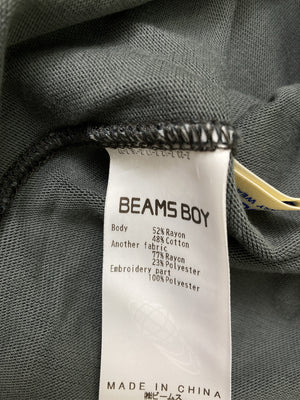 BEAMS BOY
Body 52% Rayon
48% Cotton
Another fabric
77% Rayon
23% Polyester
Embroidery part
100% Polyester
MADE IN CHINA
㈱ビームス